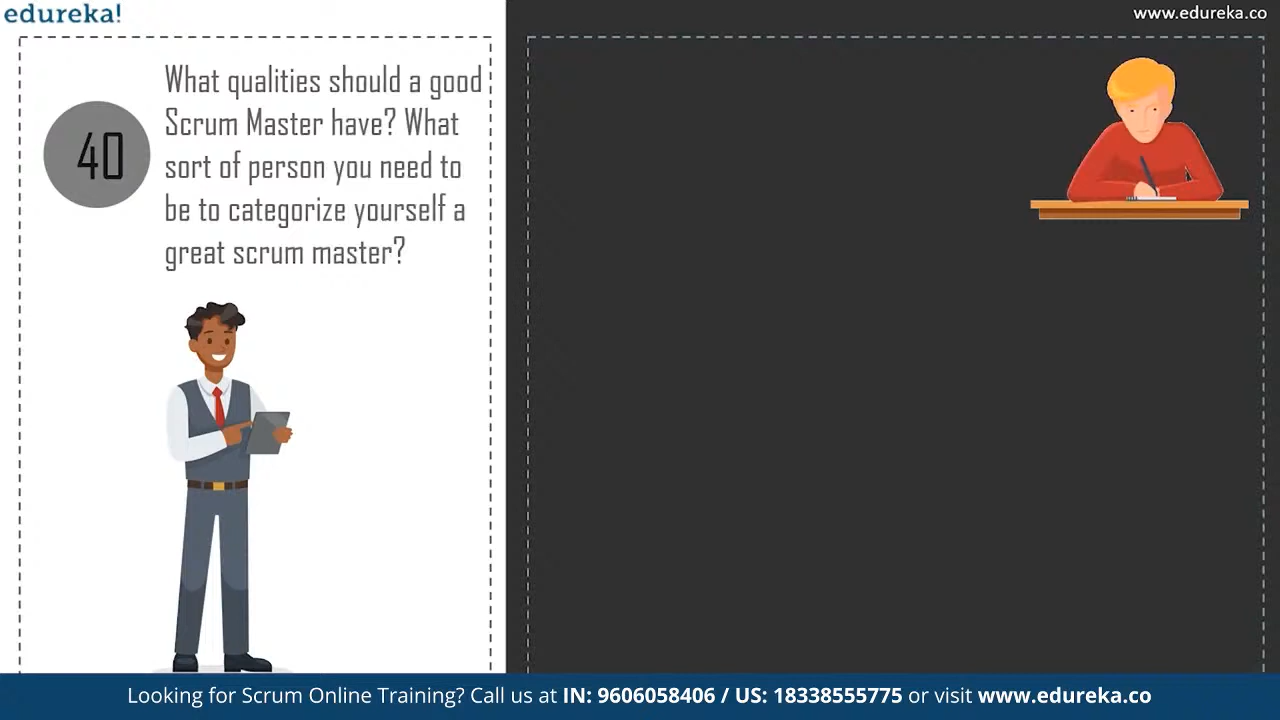 edureka!
www.edureka.co
40
What qualities should a good
Scrum Master have? What
sort of person you need to
be to categorize yourself a
great scrum master?
Looking for Scrum Online Training? Call us at IN: 9606058406 / US: 18338555775 or visit www.edureka.co